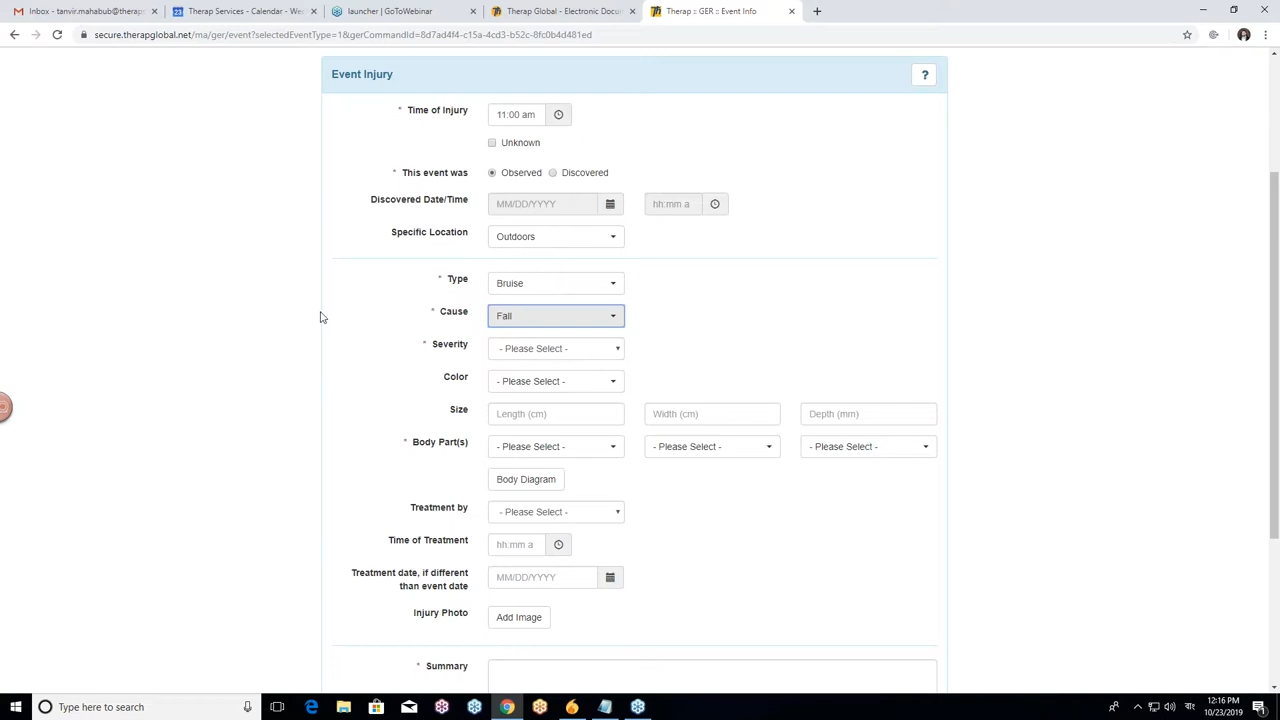 Inbox - tanvir.mahabub@therap
Therap Services - Calendar - Wed
launcher | GoToWebinar
Therap Global - Electronic Docum
Therap :: GER :: Event Info
secure.therapglobal.net/ma/ger/event?selectedEventType=1&gerCommandId=8d7ad4f4-c15a-4cd3-b52c-8fc0b4d481ed
Event Injury
?
* Time of Injury 11:00 am
Unknown
* This event was Observed Discovered
Discovered Date/Time MM/DD/YYYY hh:mm a
Specific Location Outdoors
* Type Bruise
* Cause Fall
* Severity - Please Select -
Color - Please Select -
Size Length (cm) Width (cm) Depth (mm)
* Body Part(s) - Please Select - - Please Select - - Please Select -
Body Diagram
Treatment by - Please Select -
Time of Treatment hh:mm a
Treatment date, if different
than event date MM/DD/YYYY
Injury Photo Add Image
* Summary
Type here to search
12:16 PM
10/23/2019